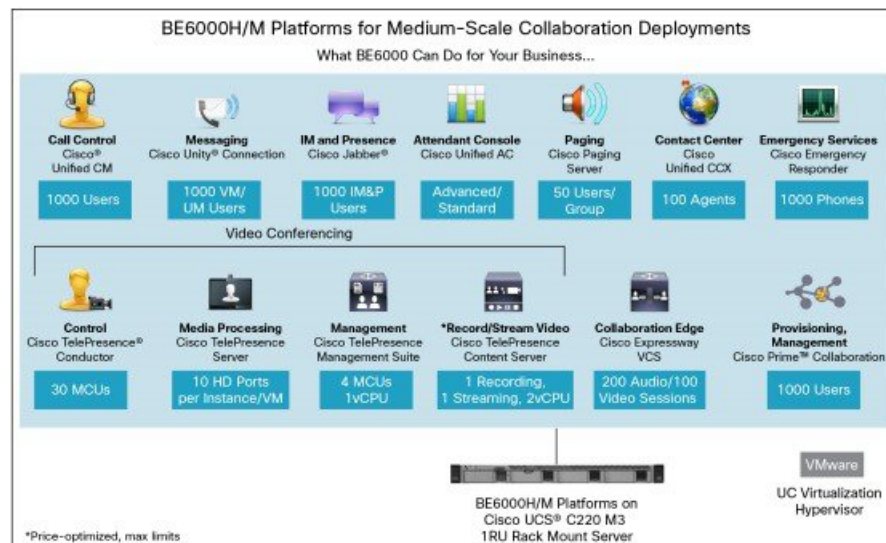 BE6000H/M Platforms for Medium-Scale Collaboration Deployments
What BE6000 Can Do for Your Business...
Call Control
Cisco®
Unified CM
1000 Users
Messaging
Cisco Unity® Connection
1000 VM/
UM Users
IM and Presence
Cisco Jabber®
1000 IM&P
Users
Attendant Console
Cisco Unified AC
Advanced/
Standard
Paging
Cisco Paging
Server
50 Users/
Group
Contact Center
Cisco
Unified CCX
100 Agents
Emergency Services
Cisco Emergency
Responder
1000 Phones
Video Conferencing
Control
Cisco TelePresence®
Conductor
30 MCUs
Media Processing
Cisco TelePresence
Server
10 HD Ports
per Instance/VM
Management
Cisco TelePresence
Management Suite
4 MCUs
1vCPU
*Record/Stream Video
Cisco TelePresence
Content Server
1 Recording,
1 Streaming, 2vCPU
Collaboration Edge
Cisco Expressway
VCS
200 Audio/100
Video Sessions
Provisioning,
Management
Cisco Prime™ Collaboration
1000 Users
BE6000H/M Platforms on
Cisco UCS® C220 M3
1RU Rack Mount Server
VMware
UC Virtualization
Hypervisor
*Price-optimized, max limits